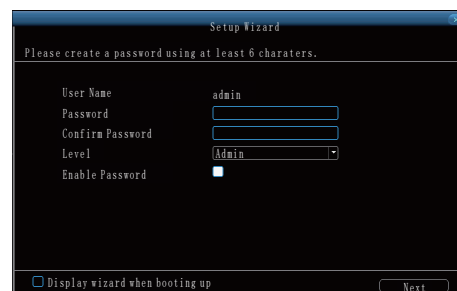 Setup Wizard
Please create a password using at least 6 charaters.
User Name admin
Password
Confirm Password
Level Admin
Enable Password
Display wizard when booting up
Next